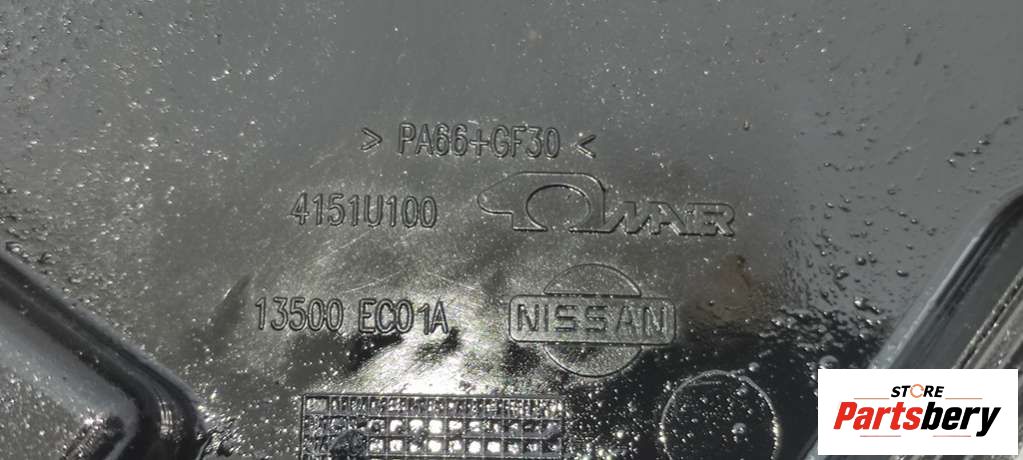 > PA66+GF30 <
4151U100
13500 EC01A
NISSAN
STORE
Partsbery